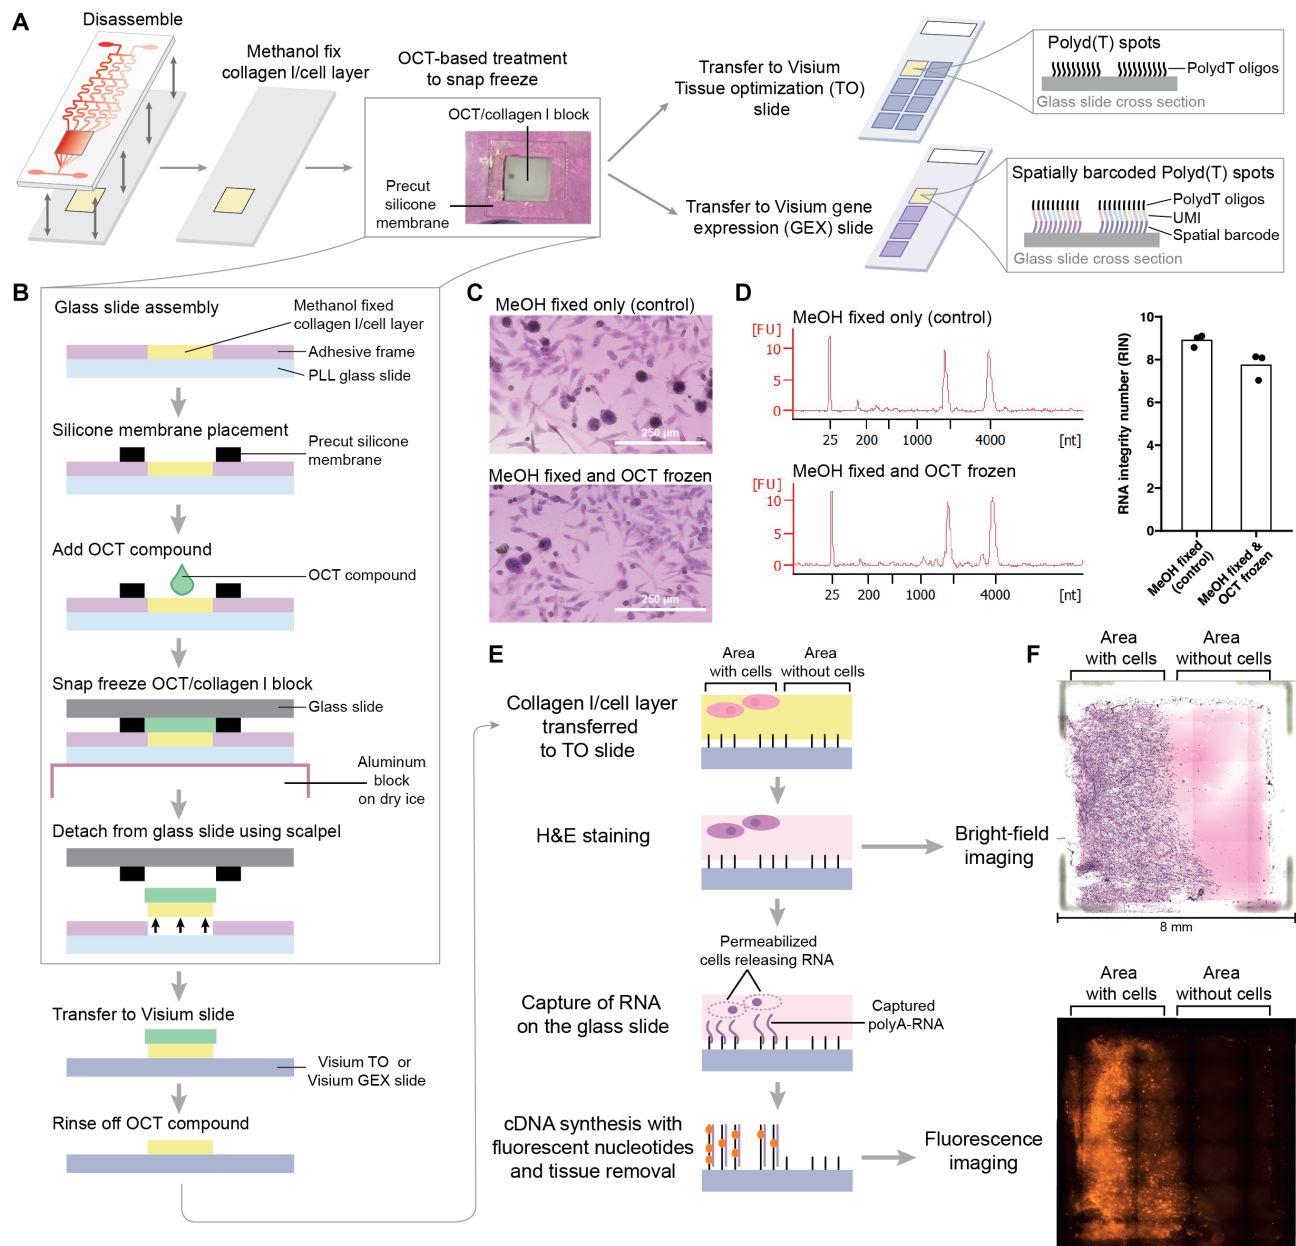 A
Disassemble
Methanol fix
collagen I/cell layer
OCT-based treatment
to snap freeze
OCT/collagen I block
Precut
silicone
membrane
Transfer to Visium
Tissue optimization (TO)
slide
Transfer to Visium gene
expression (GEX) slide
Polyd(T) spots
PolydT oligos
Glass slide cross section
Spatially barcoded Polyd(T) spots
PolydT oligos
UMI
Spatial barcode
Glass slide cross section
B
Glass slide assembly
Methanol fixed
collagen I/cell layer
Adhesive frame
PLL glass slide
Silicone membrane placement
Precut silicone
membrane
Add OCT compound
OCT compound
Snap freeze OCT/collagen I block
Glass slide
Aluminum
block
on dry ice
Detach from glass slide using scalpel
Transfer to Visium slide
Visium TO or
Visium GEX slide
Rinse off OCT compound
C
MeOH fixed only (control)
250 µm
MeOH fixed and OCT frozen
250 µm
D
MeOH fixed only (control)
[FU]
10
5
0
25 200 1000 4000 [nt]
MeOH fixed and OCT frozen
[FU]
10
5
0
25 200 1000 4000 [nt]
RNA integrity number (RIN)
10
8
6
4
2
0
MeOH fixed
(control)
MeOH fixed &
OCT frozen
E
Area
with cells
Area
without cells
Collagen I/cell layer
transferred
to TO slide
H&E staining
Bright-field
imaging
Permeabilized
cells releasing RNA
Capture of RNA
on the glass slide
Captured
polyA-RNA
cDNA synthesis with
fluorescent nucleotides
and tissue removal
Fluorescence
imaging
F
Area
with cells
Area
without cells
8 mm
Area
with cells
Area
without cells